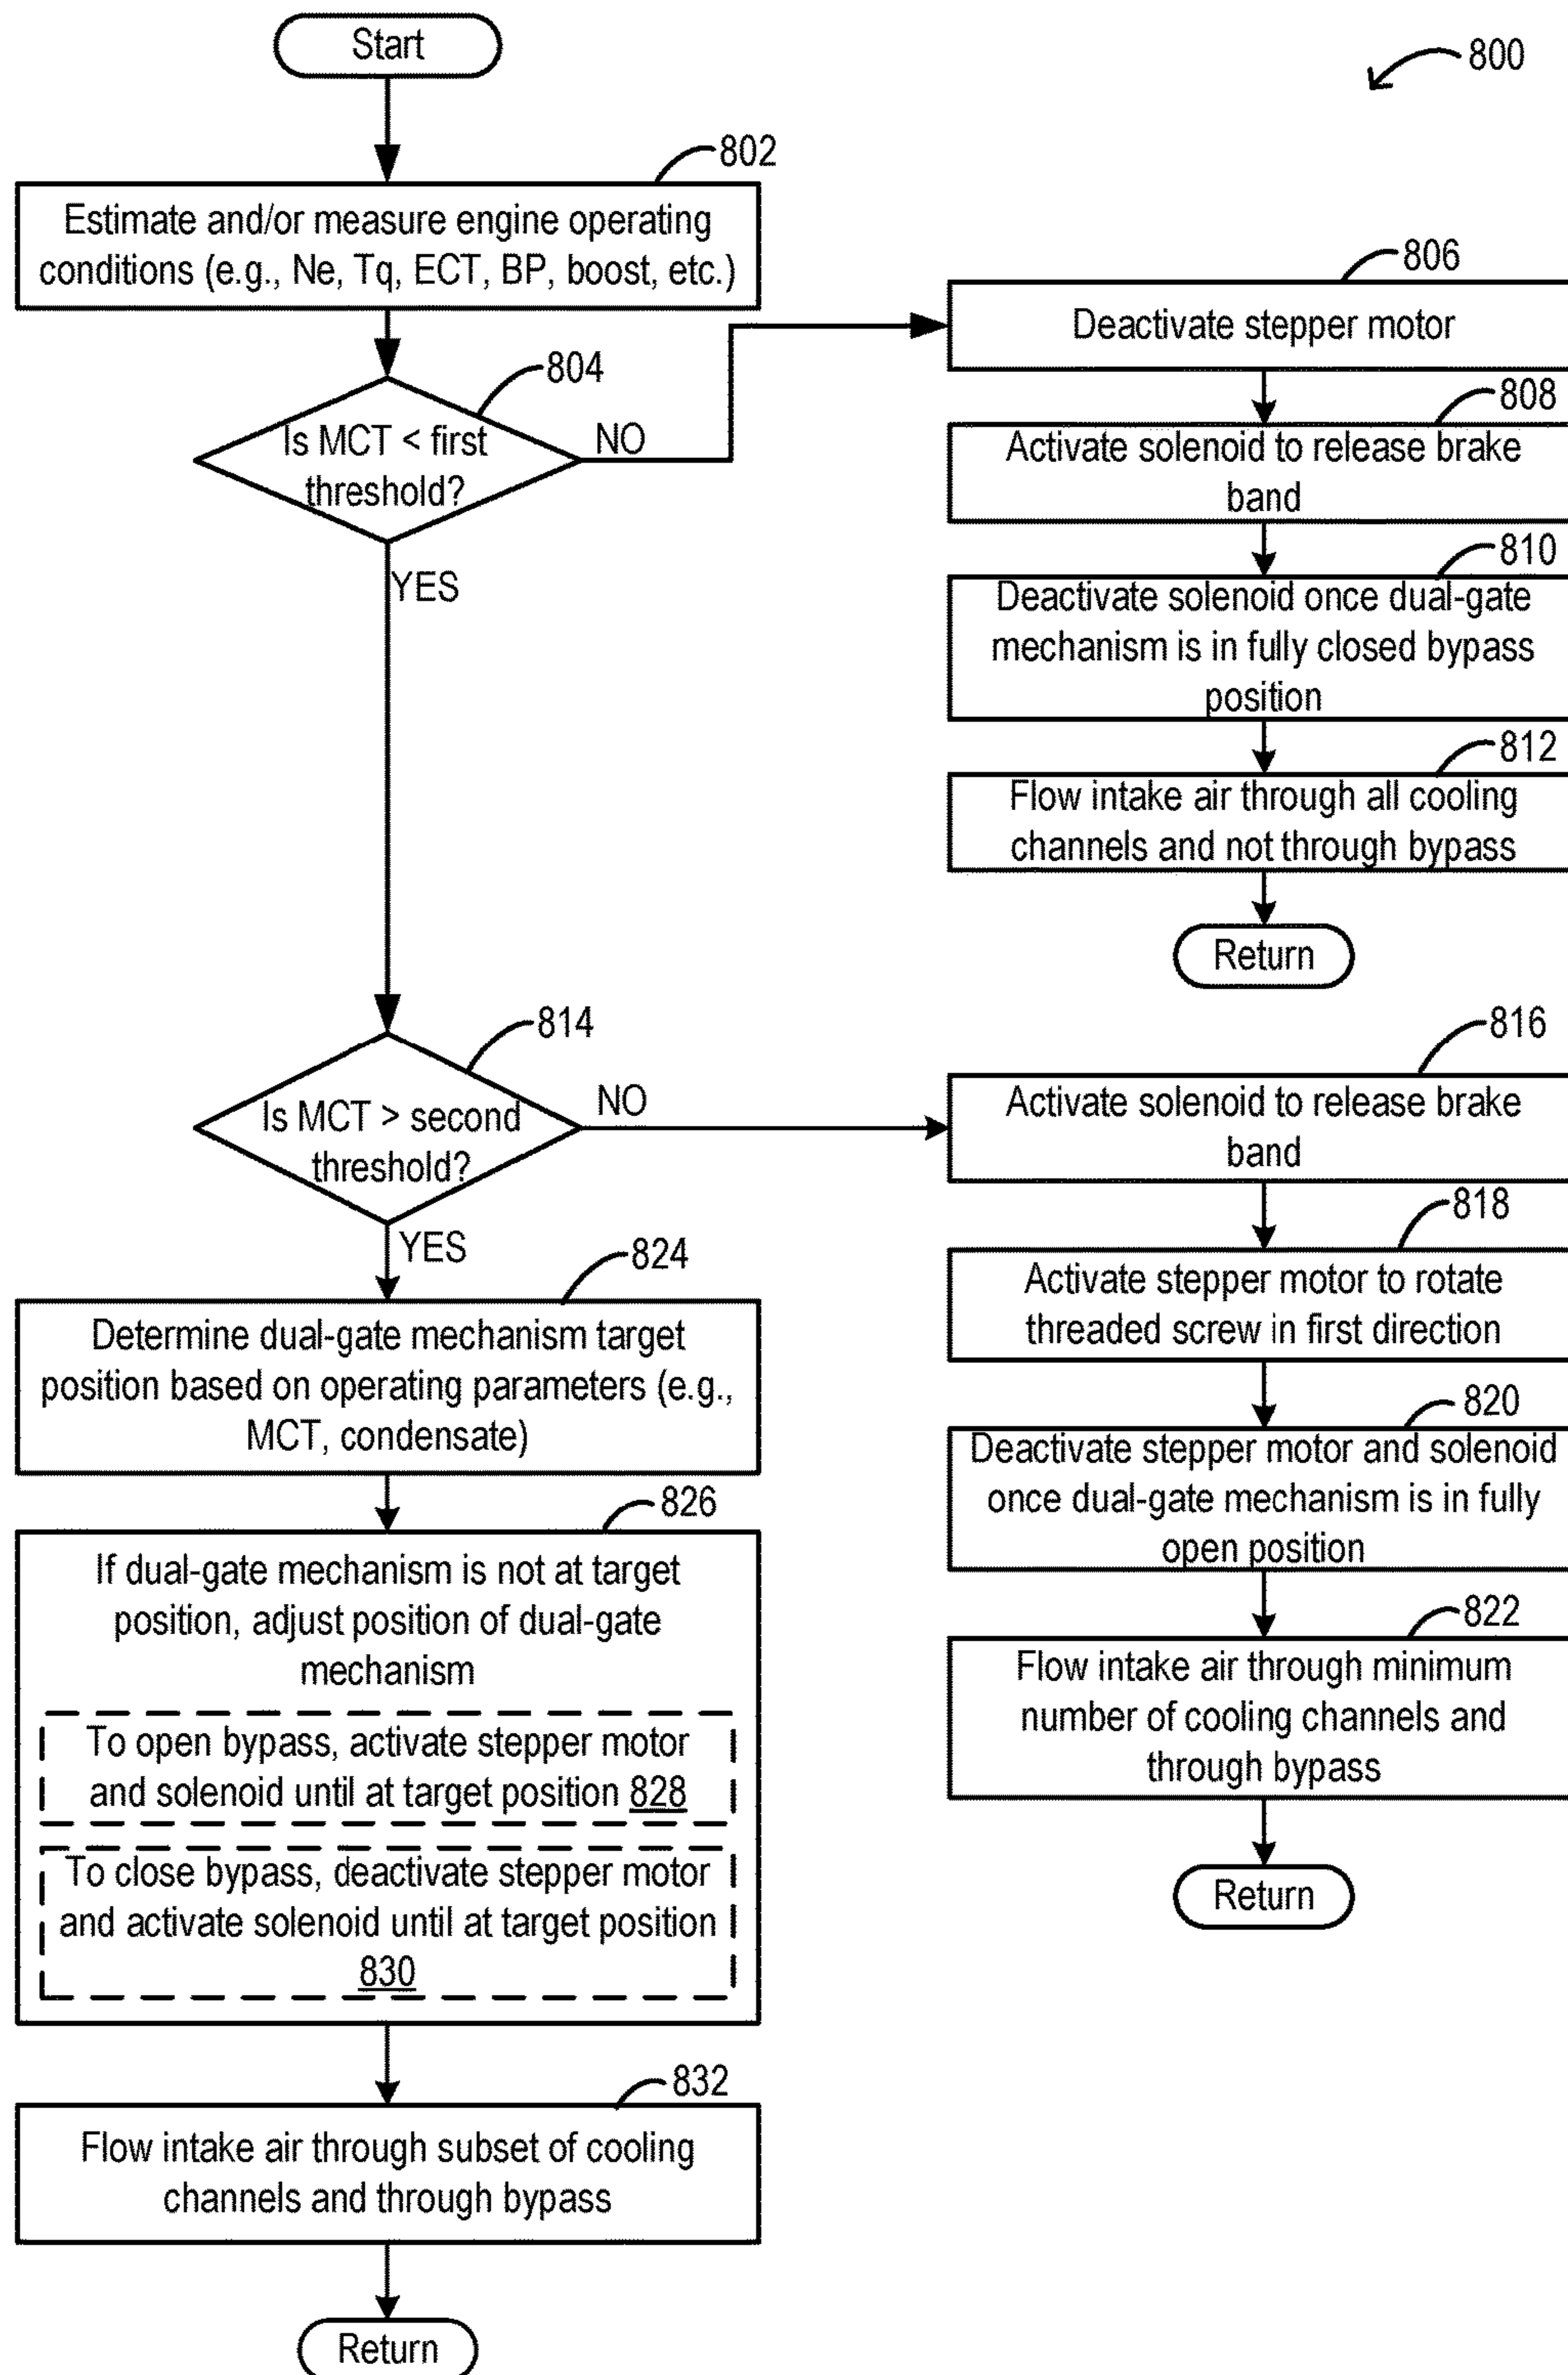 Start
800
802
Estimate and/or measure engine operating
conditions (e.g., Ne, Tq, ECT, BP, boost, etc.)
804
Is MCT < first
threshold?
NO
YES
806
Deactivate stepper motor
808
Activate solenoid to release brake
band
810
Deactivate solenoid once dual-gate
mechanism is in fully closed bypass
position
812
Flow intake air through all cooling
channels and not through bypass
Return
814
Is MCT > second
threshold?
NO
YES
816
Activate solenoid to release brake
band
818
Activate stepper motor to rotate
threaded screw in first direction
820
Deactivate stepper motor and solenoid
once dual-gate mechanism is in fully
open position
822
Flow intake air through minimum
number of cooling channels and
through bypass
Return
824
Determine dual-gate mechanism target
position based on operating parameters (e.g.,
MCT, condensate)
826
If dual-gate mechanism is not at target
position, adjust position of dual-gate
mechanism
To open bypass, activate stepper motor
and solenoid until at target position 828
To close bypass, deactivate stepper motor
and activate solenoid until at target position
830
832
Flow intake air through subset of cooling
channels and through bypass
Return